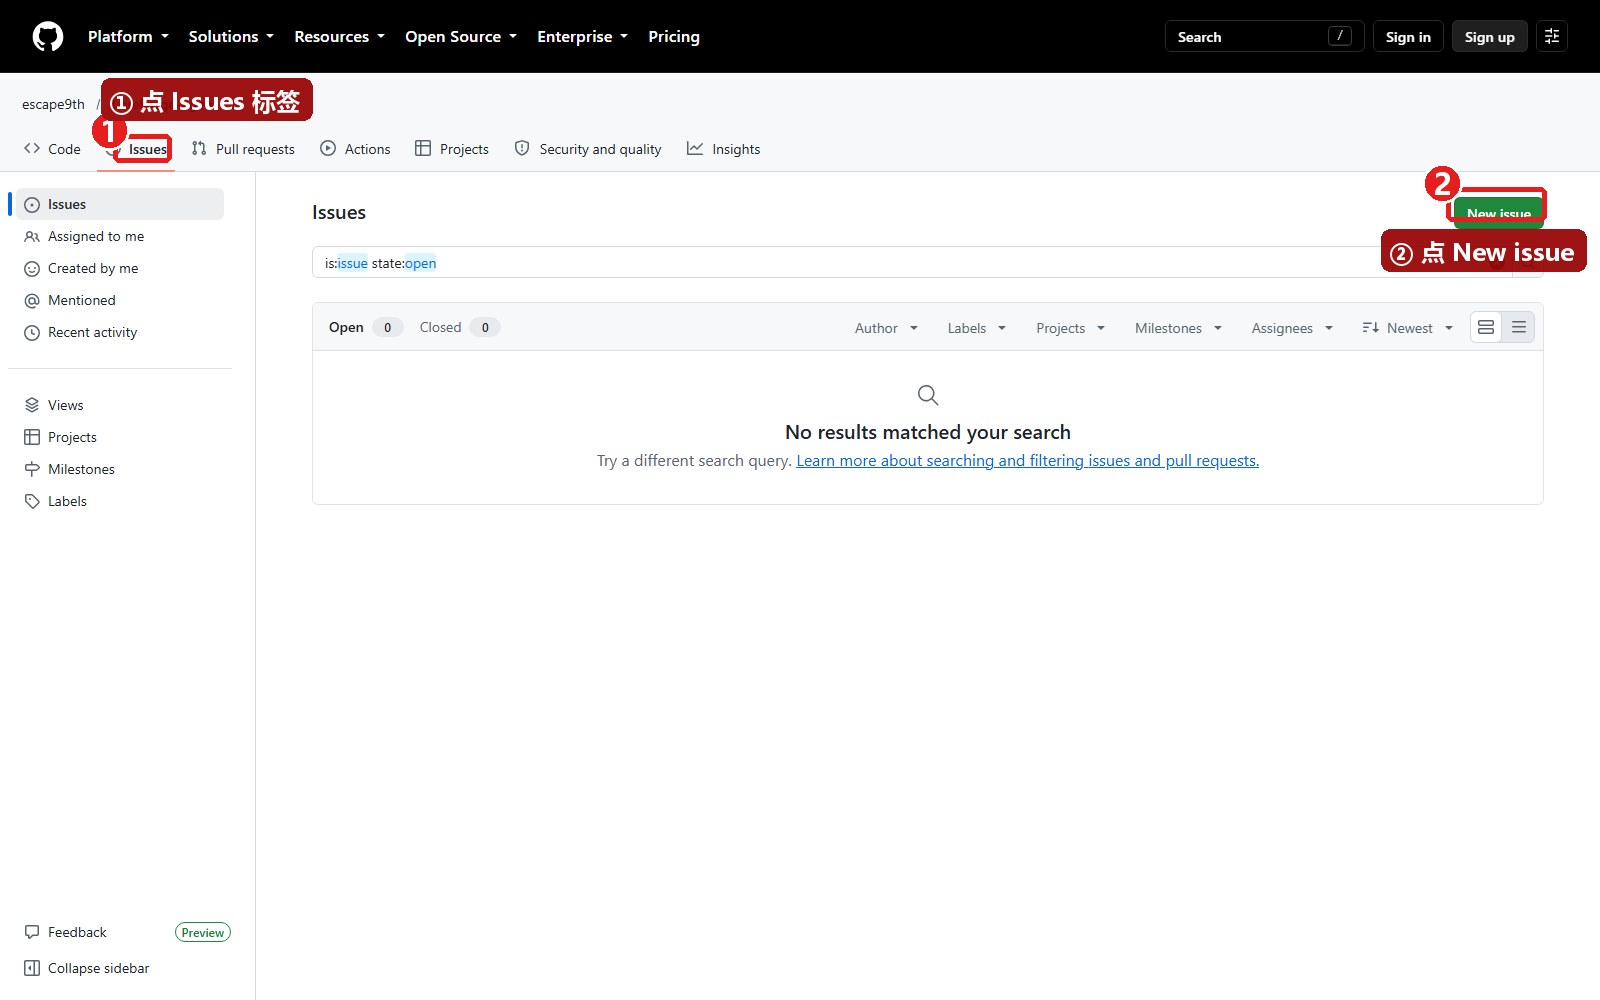 Platform Solutions Resources Open Source Enterprise Pricing Search / Sign in Sign up
escape9th /
① 点 Issues 标签
1
Code Issues Pull requests Actions Projects Security and quality Insights
Issues
Assigned to me
Created by me
Mentioned
Recent activity
Views
Projects
Milestones
Labels
Feedback Preview
Collapse sidebar
Issues
2
New issue
② 点 New issue
is:issue state:open
Open 0 Closed 0 Author Labels Projects Milestones Assignees Newest
No results matched your search
Try a different search query. Learn more about searching and filtering issues and pull requests.